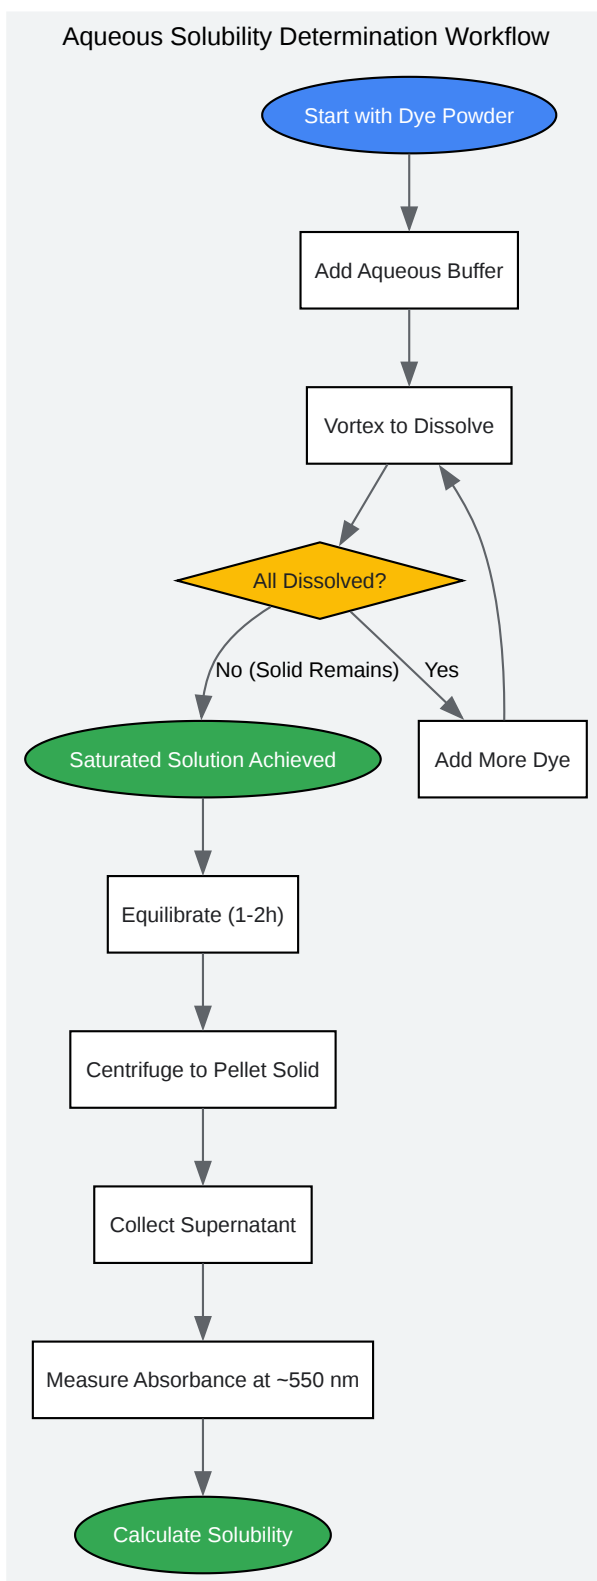 Aqueous Solubility Determination Workflow
Start with Dye Powder
Add Aqueous Buffer
Vortex to Dissolve
All Dissolved?
No (Solid Remains)
Yes
Saturated Solution Achieved
Add More Dye
Equilibrate (1-2h)
Centrifuge to Pellet Solid
Collect Supernatant
Measure Absorbance at ~550 nm
Calculate Solubility